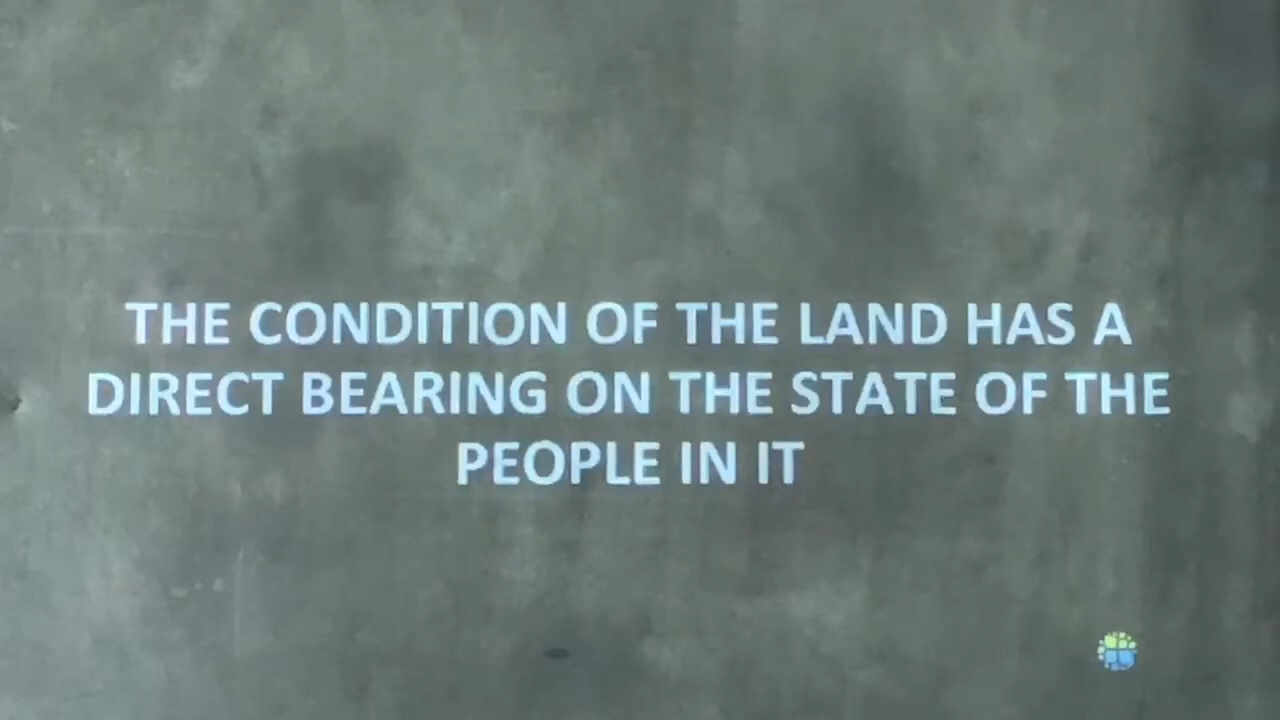 THE CONDITION OF THE LAND HAS A
DIRECT BEARING ON THE STATE OF THE
PEOPLE IN IT